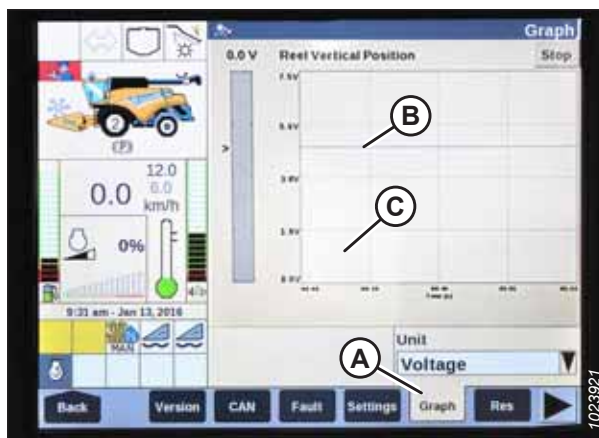 Graph
0.0 V Reel Vertical Position Stop
B
12.0
0.0 6.0
km/h
C
0%
9:31 am - Jan 13, 2016
MAN
Unit
A
Voltage
Back Version CAN Fault Settings Graph Res
1023921